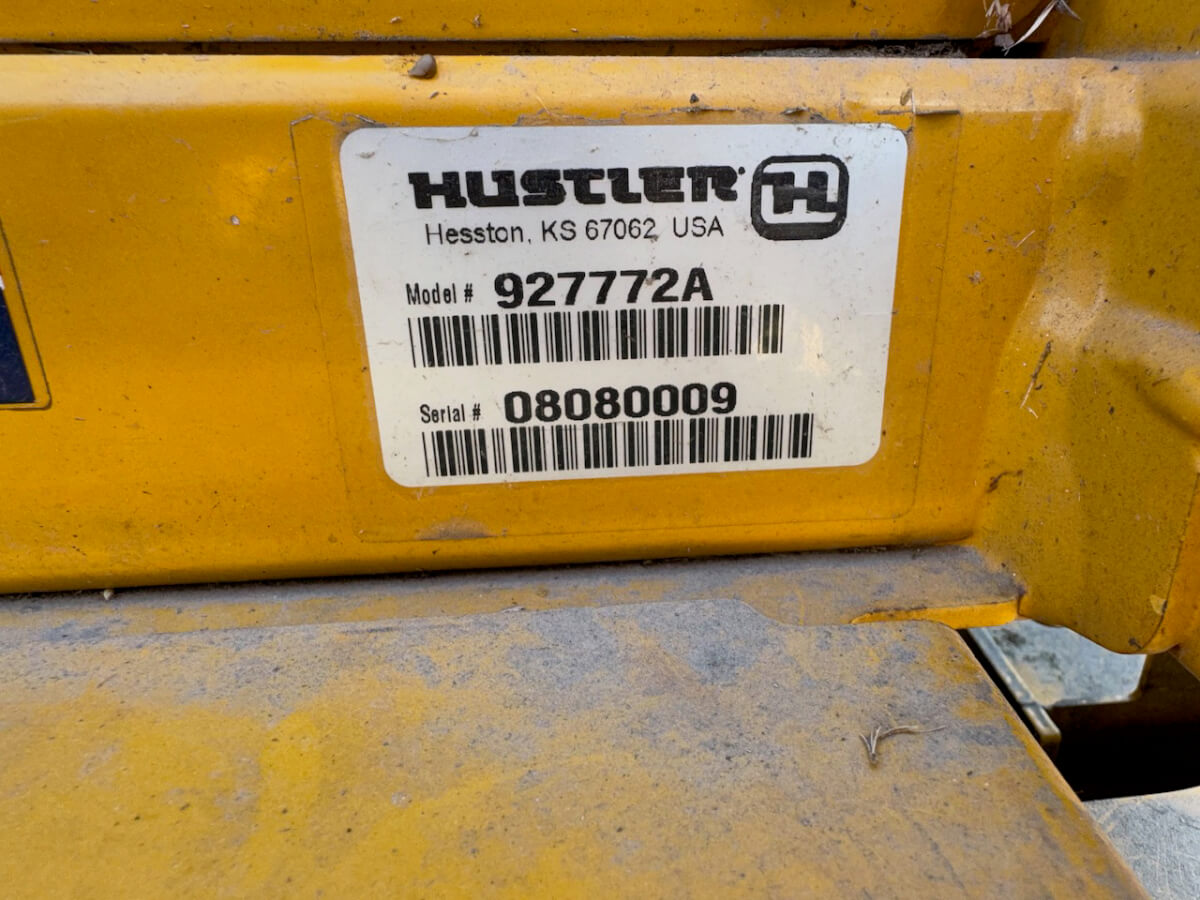 HUSTLER H
Hesston, KS 67062 USA
Model # 927772A
Serial # 08080009